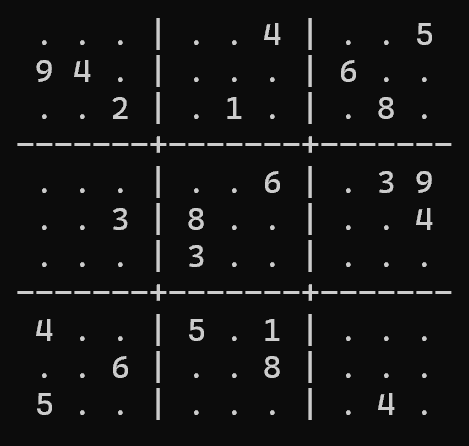 . . . | . . 4 | . . 5
9 4 . | . . . | 6 . .
. . 2 | . 1 . | . 8 .
------+-------+------
. . . | . . 6 | . 3 9
. . 3 | 8 . . | . . 4
. . . | 3 . . | . . .
------+-------+------
4 . . | 5 . 1 | . . .
. . 6 | . . 8 | . . .
5 . . | . . . | . 4 .